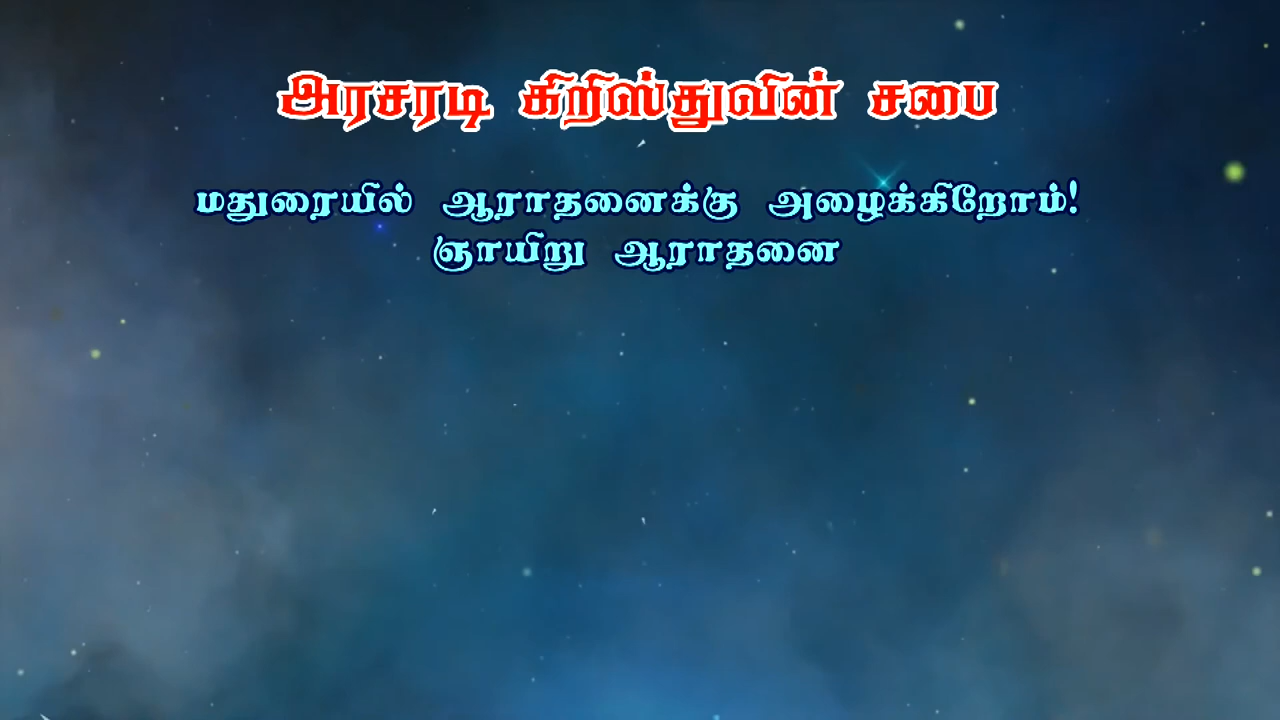 அரசரடி கிறிஸ்துவின் சபை
மதுரையில் ஆராதனைக்கு அழைக்கிறோம்!
ஞாயிறு ஆராதனை